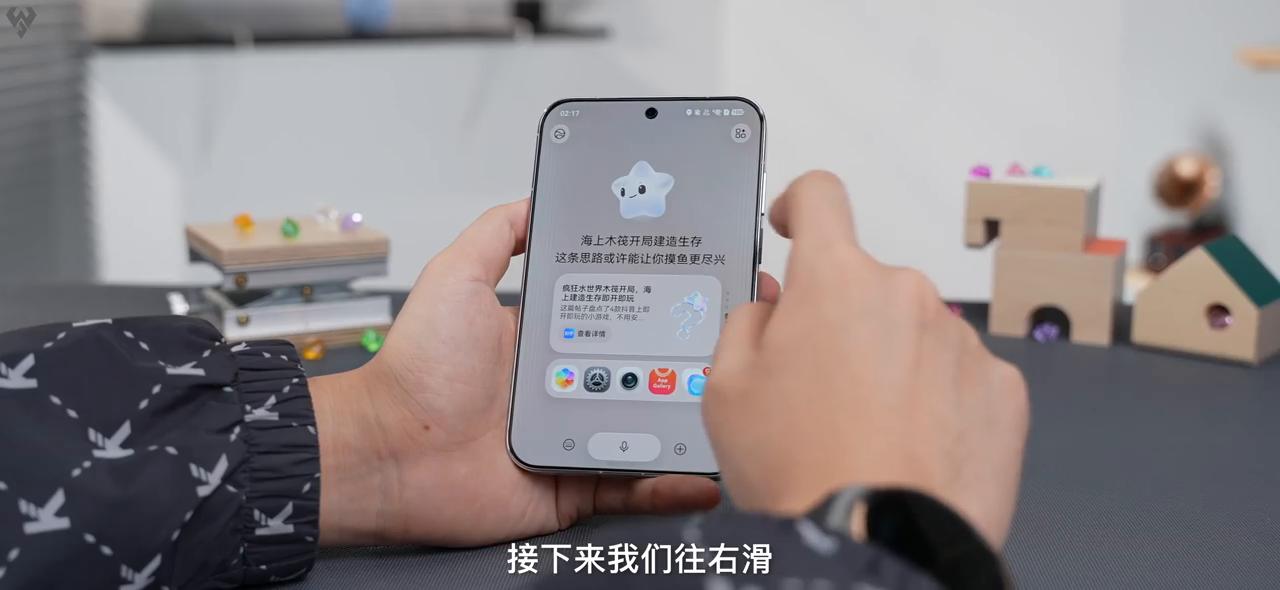 02:17
海上木筏开局建造生存
这条思路或许能让你摸鱼更尽兴
疯狂水世界木筏开局，海
上建造生存即开即玩
这篇帖子盘点了4款抖音上即
开即玩的小游戏，不用安...
查看详情
App
Gallery
接下来我们往右滑